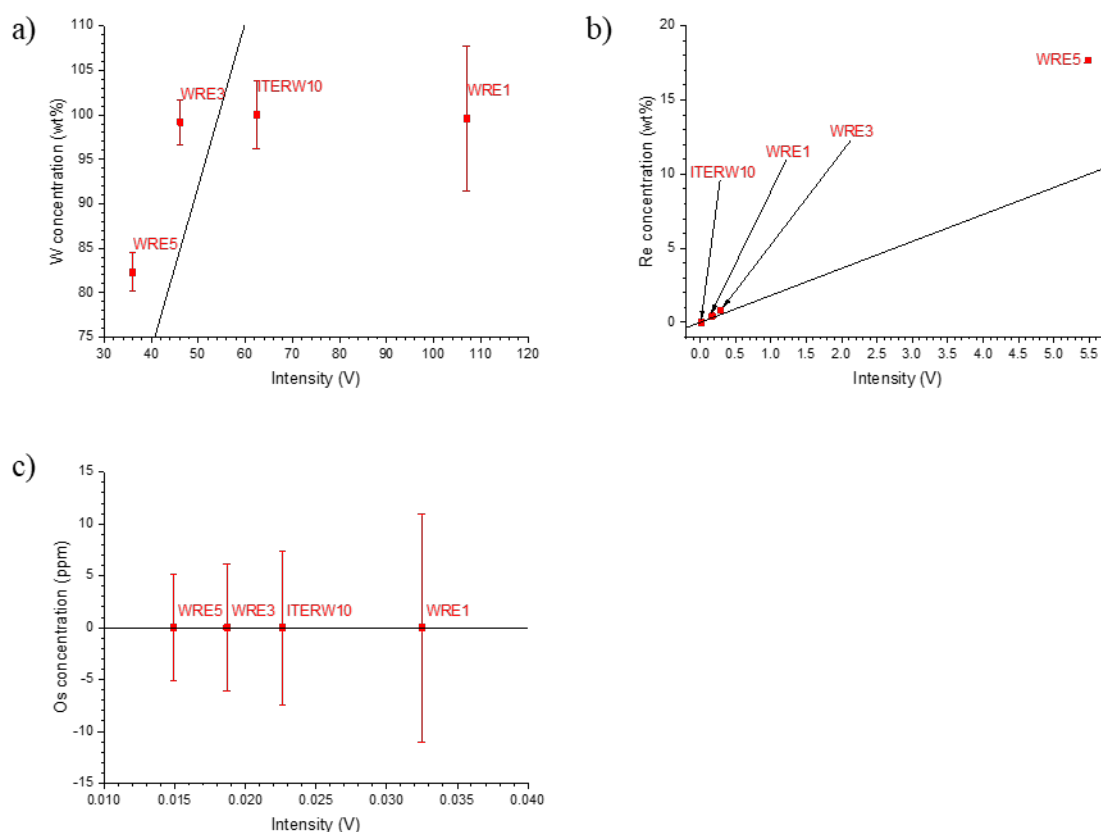 a)
110
105
100
95
90
85
80
75
W concentration (wt%)
WRE3
ITERW10
WRE1
WRE5
30 40 50 60 70 80 90 100 110 120
Intensity (V)
b)
20
15
10
5
0
Re concentration (wt%)
WRE5
WRE3
WRE1
ITERW10
0.0 0.5 1.0 1.5 2.0 2.5 3.0 3.5 4.0 4.5 5.0 5.5
Intensity (V)
c)
15
10
5
0
-5
-10
-15
Os concentration (ppm)
WRE5 WRE3 ITERW10 WRE1
0.010 0.015 0.020 0.025 0.030 0.035 0.040
Intensity (V)